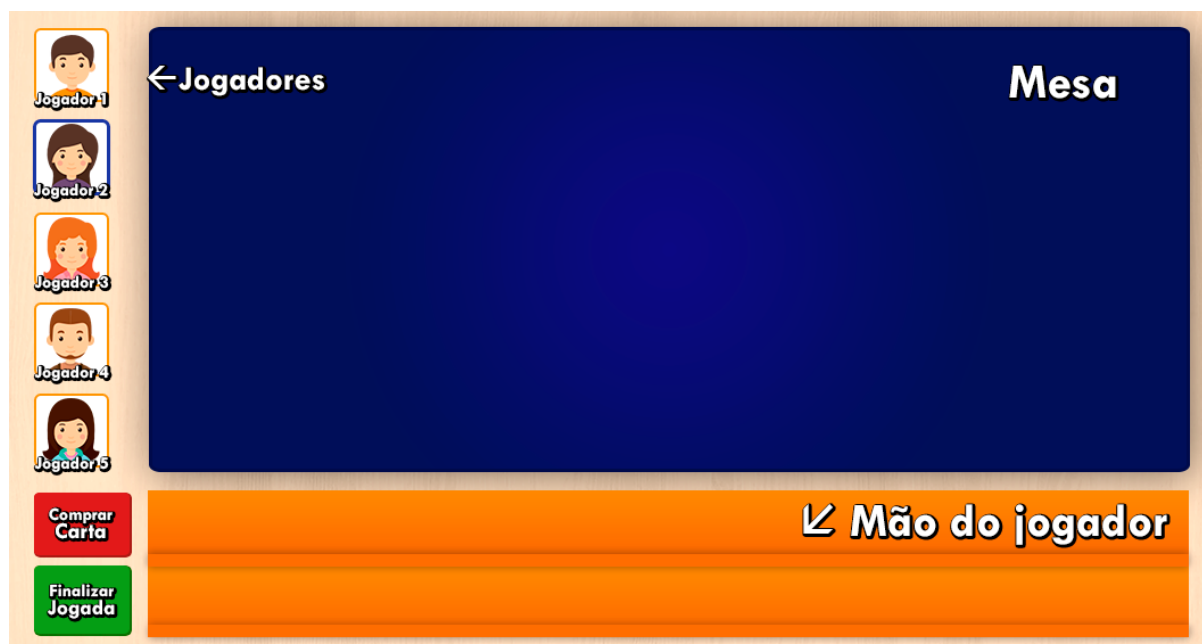 Jogador 1
←Jogadores
Mesa
Jogador 2
Jogador 3
Jogador 4
Jogador 5
Comprar
Carta
↙ Mão do jogador
Finalizar
Jogada